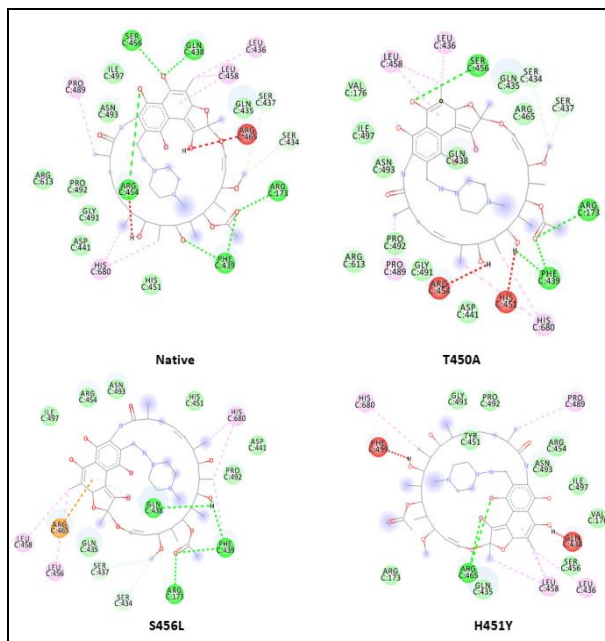 SER
C:456
GLN
C:438
LEU
C:436
ILE
C:497
LEU
C:458
PRO
C:489
GLN
C:435
SER
C:437
ASN
C:493
ARG
C:465
SER
C:434
ARG
C:613
PRO
C:492
ARG
C:454
ARG
C:173
GLY
C:491
ASP
C:441
HIS
C:680
PHE
C:439
HIS
C:451
Native
LEU
C:436
LEU
C:458
SER
C:456
GLN
C:435
SER
C:434
VAL
C:176
SER
C:437
ARG
C:465
ILE
C:497
GLN
C:438
ASN
C:493
ARG
C:173
PRO
C:492
ARG
C:613
PRO
C:489
GLY
C:491
PHE
C:439
ARG
C:454
HIS
C:451
ASP
C:441
HIS
C:680
T450A
ASN
C:493
ARG
C:454
HIS
C:451
ILE
C:497
HIS
C:680
ASP
C:441
PRO
C:492
GLN
C:438
ARG
C:465
LEU
C:458
GLN
C:435
PHE
C:439
LEU
C:456
SER
C:437
SER
C:434
ARG
C:173
S456L
HIS
C:680
GLY
C:491
PRO
C:492
PRO
C:489
PHE
C:439
TYR
C:451
ARG
C:454
ASN
C:493
ILE
C:497
VAL
C:176
GLN
C:438
SER
C:456
ARG
C:173
ARG
C:465
GLN
C:435
LEU
C:458
LEU
C:436
H451Y